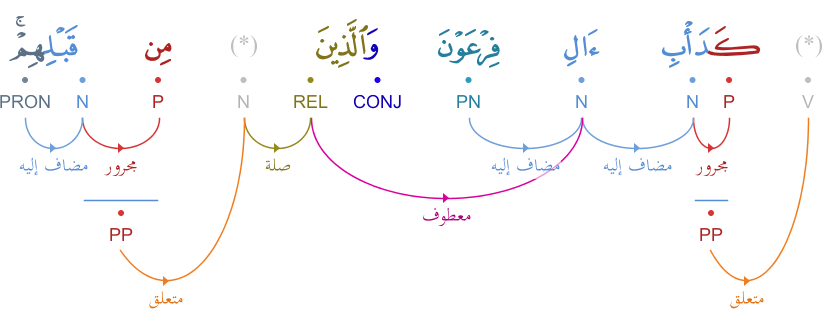 (*) كَدَأْبِ ءَالِ فِرْعَوْنَ وَٱلَّذِينَ (*) مِن قَبْلِهِمْ ۚ
V P N N PN CONJ REL N P N PRON
مجرور مضاف إليه مضاف إليه صلة مجرور مضاف إليه
معطوف
PP PP
متعلق متعلق